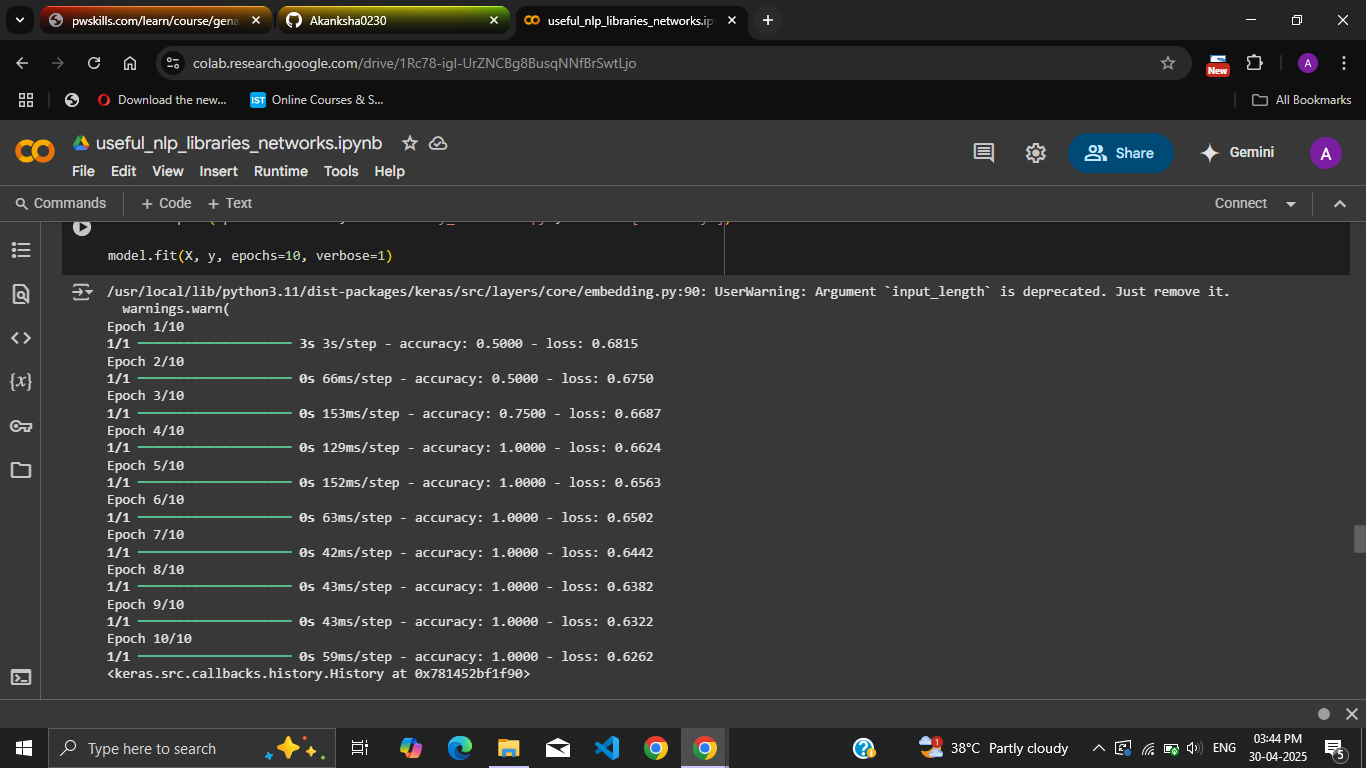 pwskills.com/learn/course/gena
Akanksha0230
useful_nlp_libraries_networks.ip
colab.research.google.com/drive/1Rc78-igI-UrZNCBg8BusqNNfBrSwtLjo
New
A
Download the new...
IST Online Courses & S...
All Bookmarks
useful_nlp_libraries_networks.ipynb
File Edit View Insert Runtime Tools Help
Share
Gemini
A
Commands + Code + Text
Connect
model.fit(X, y, epochs=10, verbose=1)
/usr/local/lib/python3.11/dist-packages/keras/src/layers/core/embedding.py:90: UserWarning: Argument `input_length` is deprecated. Just remove it.
warnings.warn(
Epoch 1/10
1/1 ━━━━━━━━━━━━━━━━━━━━ 3s 3s/step - accuracy: 0.5000 - loss: 0.6815
Epoch 2/10
1/1 ━━━━━━━━━━━━━━━━━━━━ 0s 66ms/step - accuracy: 0.5000 - loss: 0.6750
Epoch 3/10
1/1 ━━━━━━━━━━━━━━━━━━━━ 0s 153ms/step - accuracy: 0.7500 - loss: 0.6687
Epoch 4/10
1/1 ━━━━━━━━━━━━━━━━━━━━ 0s 129ms/step - accuracy: 1.0000 - loss: 0.6624
Epoch 5/10
1/1 ━━━━━━━━━━━━━━━━━━━━ 0s 152ms/step - accuracy: 1.0000 - loss: 0.6563
Epoch 6/10
1/1 ━━━━━━━━━━━━━━━━━━━━ 0s 63ms/step - accuracy: 1.0000 - loss: 0.6502
Epoch 7/10
1/1 ━━━━━━━━━━━━━━━━━━━━ 0s 42ms/step - accuracy: 1.0000 - loss: 0.6442
Epoch 8/10
1/1 ━━━━━━━━━━━━━━━━━━━━ 0s 43ms/step - accuracy: 1.0000 - loss: 0.6382
Epoch 9/10
1/1 ━━━━━━━━━━━━━━━━━━━━ 0s 43ms/step - accuracy: 1.0000 - loss: 0.6322
Epoch 10/10
1/1 ━━━━━━━━━━━━━━━━━━━━ 0s 59ms/step - accuracy: 1.0000 - loss: 0.6262
<keras.src.callbacks.history.History at 0x781452bf1f90>
Type here to search
38°C Partly cloudy
ENG
03:44 PM
30-04-2025
5